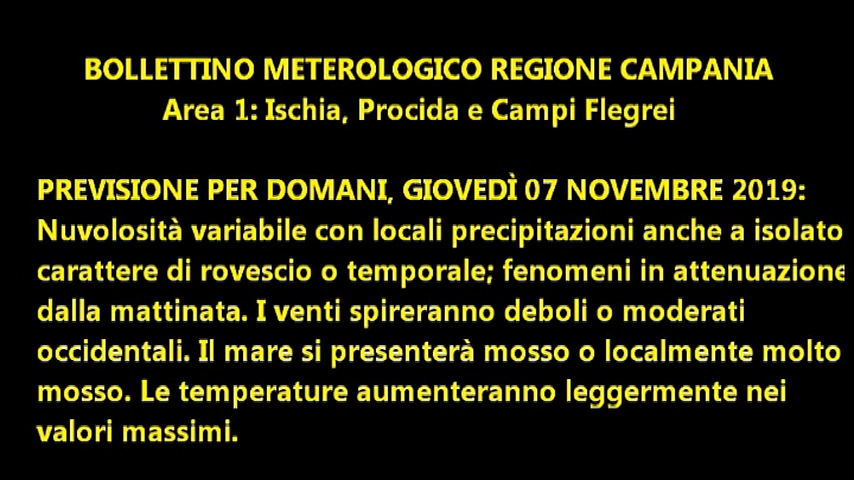 BOLLETTINO METEROLOGICO REGIONE CAMPANIA
Area 1: Ischia, Procida e Campi Flegrei
PREVISIONE PER DOMANI, GIOVEDÌ 07 NOVEMBRE 2019:
Nuvolosità variabile con locali precipitazioni anche a isolato
carattere di rovescio o temporale; fenomeni in attenuazione
dalla mattinata. I venti spireranno deboli o moderati
occidentali. Il mare si presenterà mosso o localmente molto
mosso. Le temperature aumenteranno leggermente nei
valori massimi.